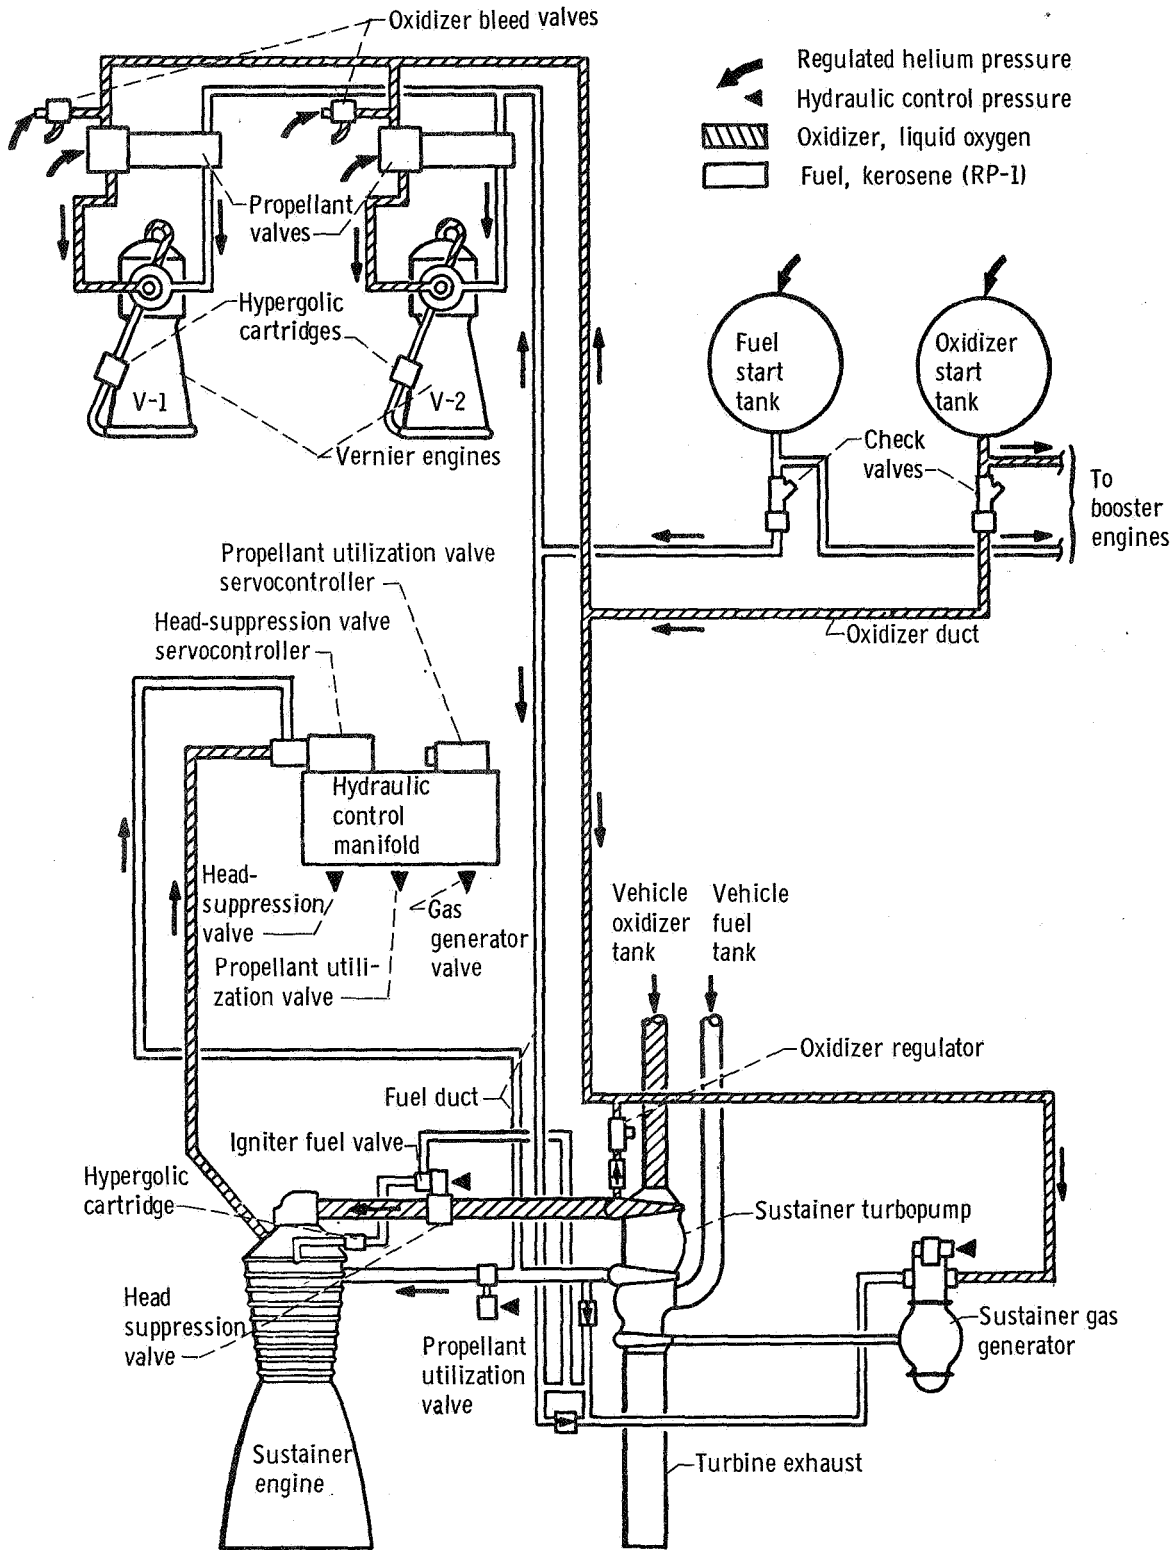 Oxidizer bleed valves
Regulated helium pressure
Hydraulic control pressure
Oxidizer, liquid oxygen
Fuel, kerosene (RP-1)
Propellant
valves
Hypergolic
cartridges
V-1
V-2
Vernier engines
Fuel
start
tank
Oxidizer
start
tank
Check
valves
To
booster
engines
Propellant utilization valve
servocontroller
Head-suppression valve
servocontroller
Oxidizer duct
Hydraulic
control
manifold
Head-
suppression
valve
Gas
generator
valve
Propellant utili-
zation valve
Vehicle
oxidizer
tank
Vehicle
fuel
tank
Oxidizer regulator
Fuel duct
Igniter fuel valve
Hypergolic
cartridge
Sustainer turbopump
Head
suppression
valve
Propellant
utilization
valve
Sustainer gas
generator
Sustainer
engine
Turbine exhaust